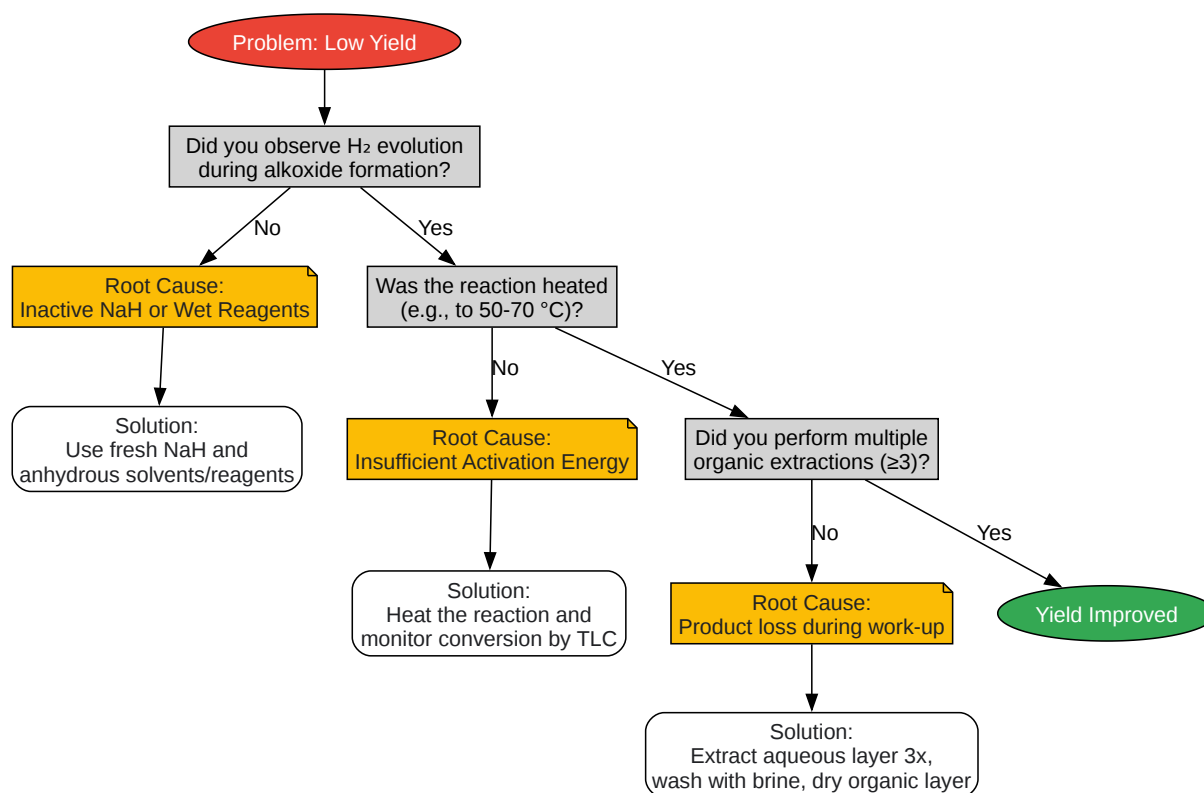 Problem: Low Yield
Did you observe H₂ evolution
during alkoxide formation?
No
Yes
Root Cause:
Inactive NaH or Wet Reagents
Was the reaction heated
(e.g., to 50-70 °C)?
No
Yes
Solution:
Use fresh NaH and
anhydrous solvents/reagents
Root Cause:
Insufficient Activation Energy
Did you perform multiple
organic extractions (≥3)?
No
Yes
Solution:
Heat the reaction and
monitor conversion by TLC
Root Cause:
Product loss during work-up
Yield Improved
Solution:
Extract aqueous layer 3x,
wash with brine, dry organic layer